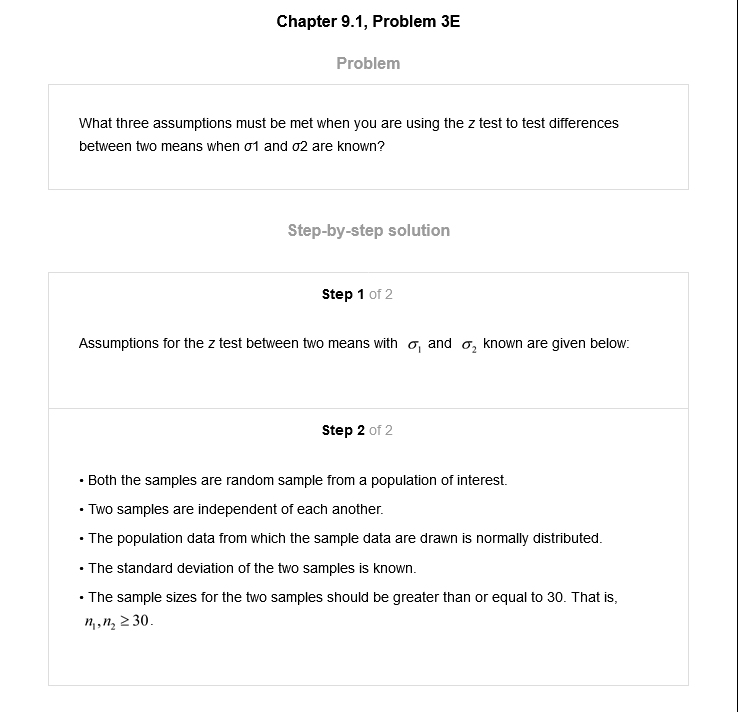 Chapter 9.1, Problem 3E
Problem
What three assumptions must be met when you are using the z test to test differences
between two means when σ1 and σ2 are known?
Step-by-step solution
Step 1 of 2
Assumptions for the z test between two means with σ₁ and σ₂ known are given below:
Step 2 of 2
• Both the samples are random sample from a population of interest.
• Two samples are independent of each another.
• The population data from which the sample data are drawn is normally distributed.
• The standard deviation of the two samples is known.
• The sample sizes for the two samples should be greater than or equal to 30. That is,
n₁, n₂ ≥ 30.